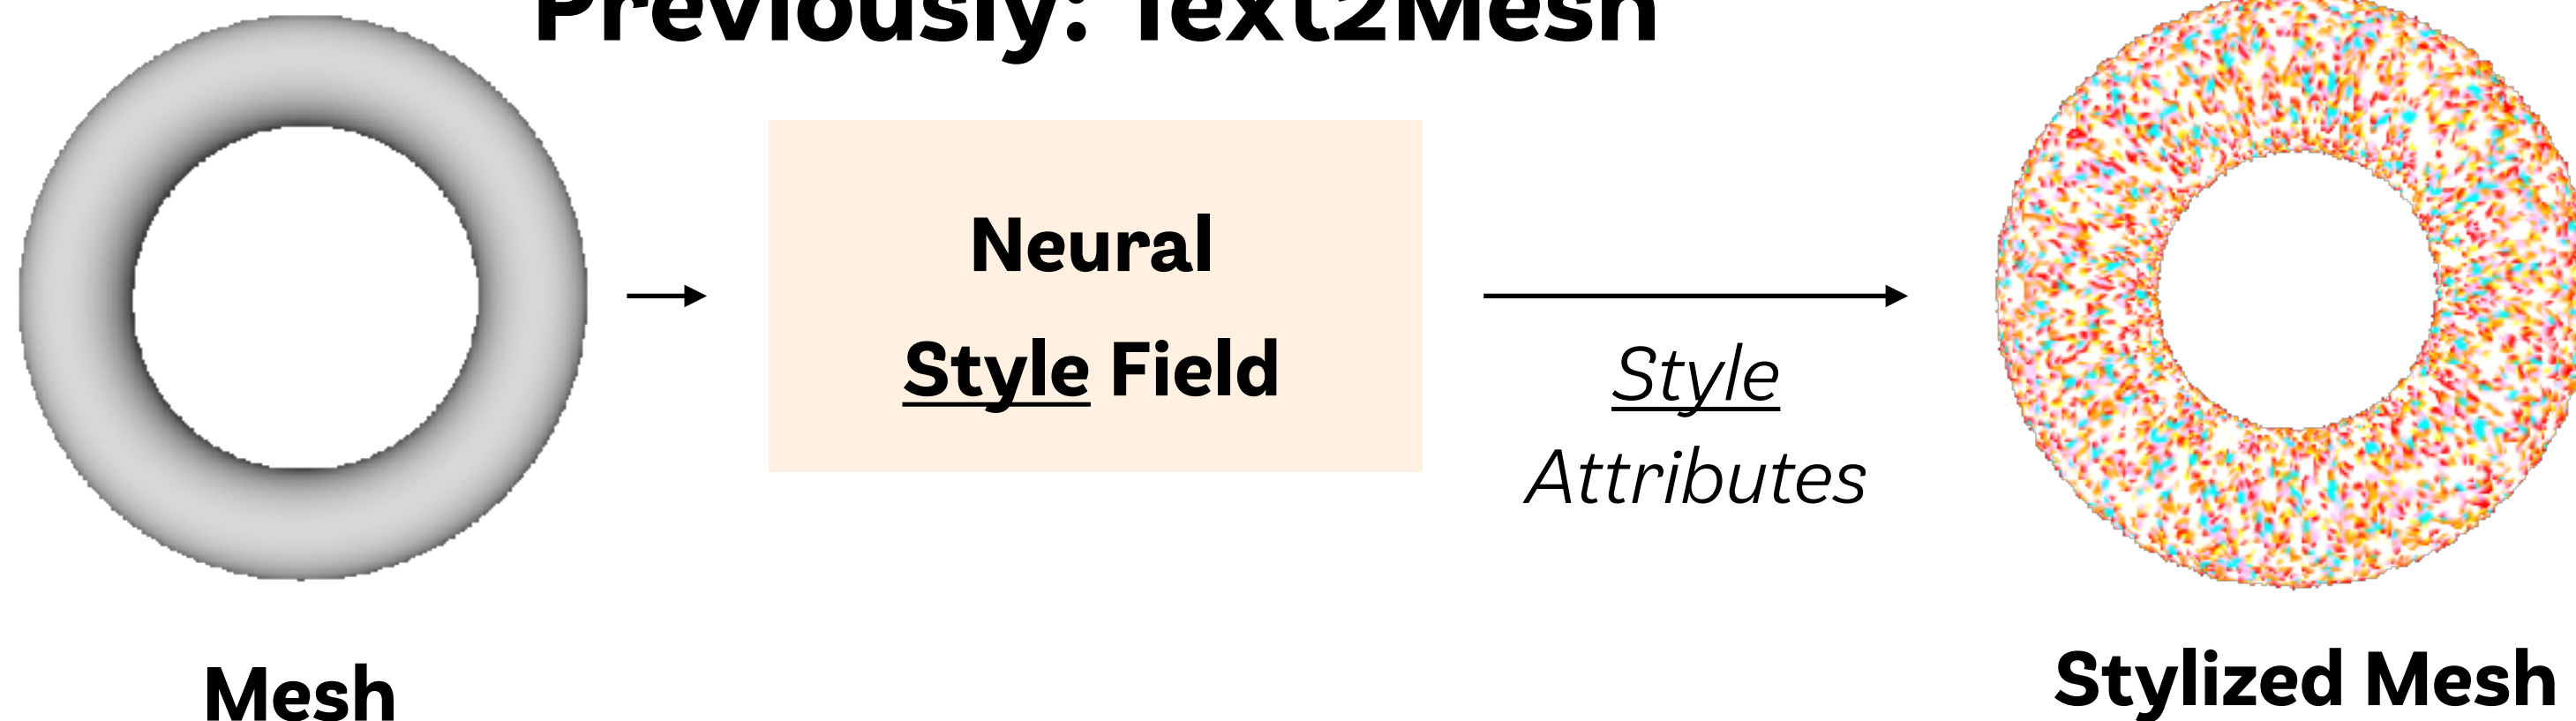 Previously: Text2Mesh
Neural
Style Field
Style
Attributes
Mesh
Stylized Mesh